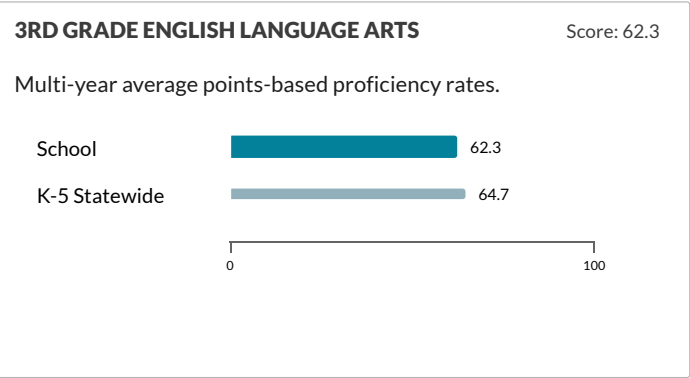 3RD GRADE ENGLISH LANGUAGE ARTS Score: 62.3
Multi-year average points-based proficiency rates.
School 62.3
K-5 Statewide 64.7
0 100